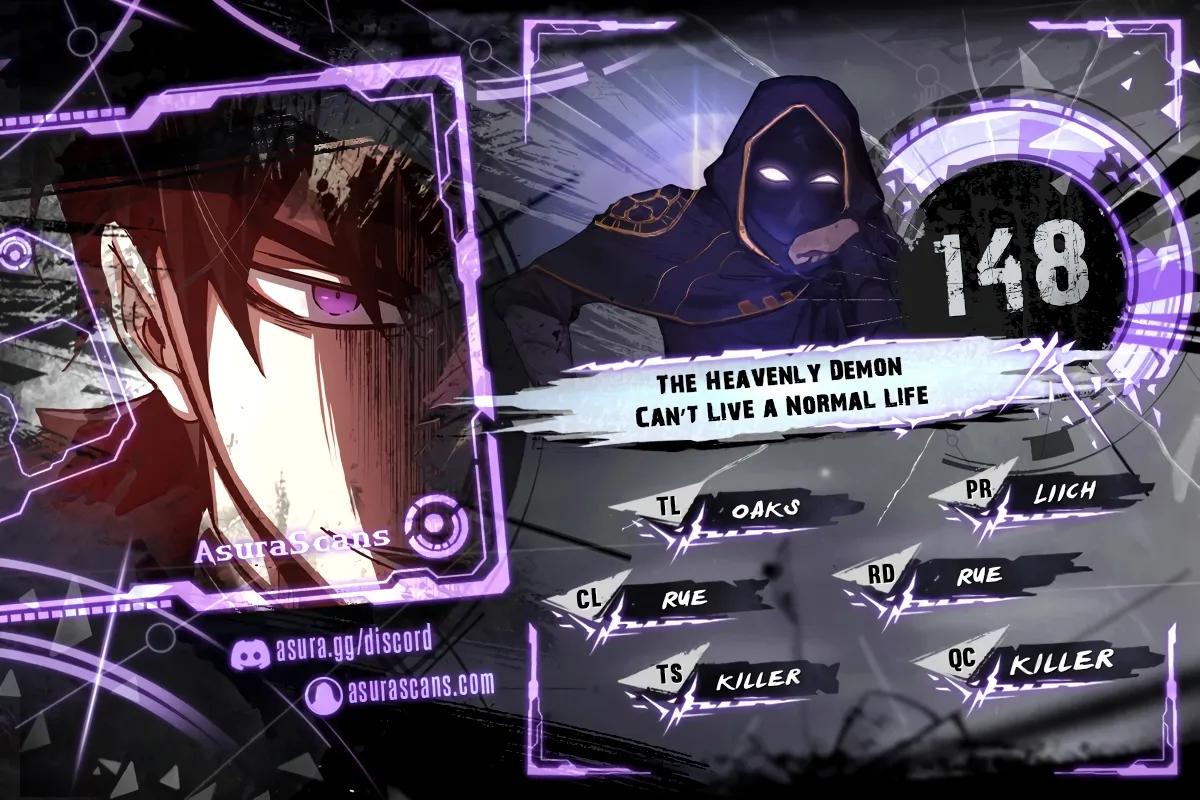 148
THE HEAVENLY DEMON
CAN'T LIVE A NORMAL LIFE
TL OAKS
PR LIICH
CL RUE
RD RUE
TS KILLER
QC KILLER
AsuraScans
asura.gg/discord
asurascans.com